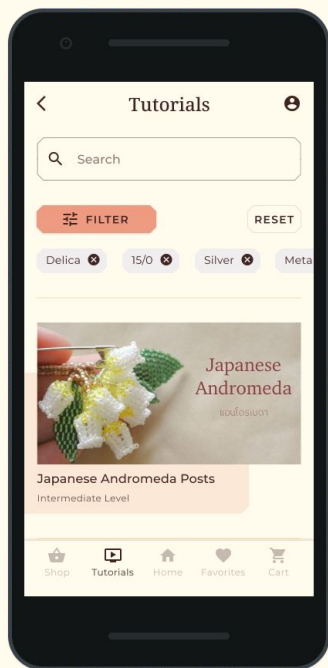 Tutorials
Search
FILTER
RESET
Delica
15/0
Silver
Meta
Japanese
Andromeda
แอนโดรเมดา
Japanese Andromeda Posts
Intermediate Level
Shop
Tutorials
Home
Favorites
Cart